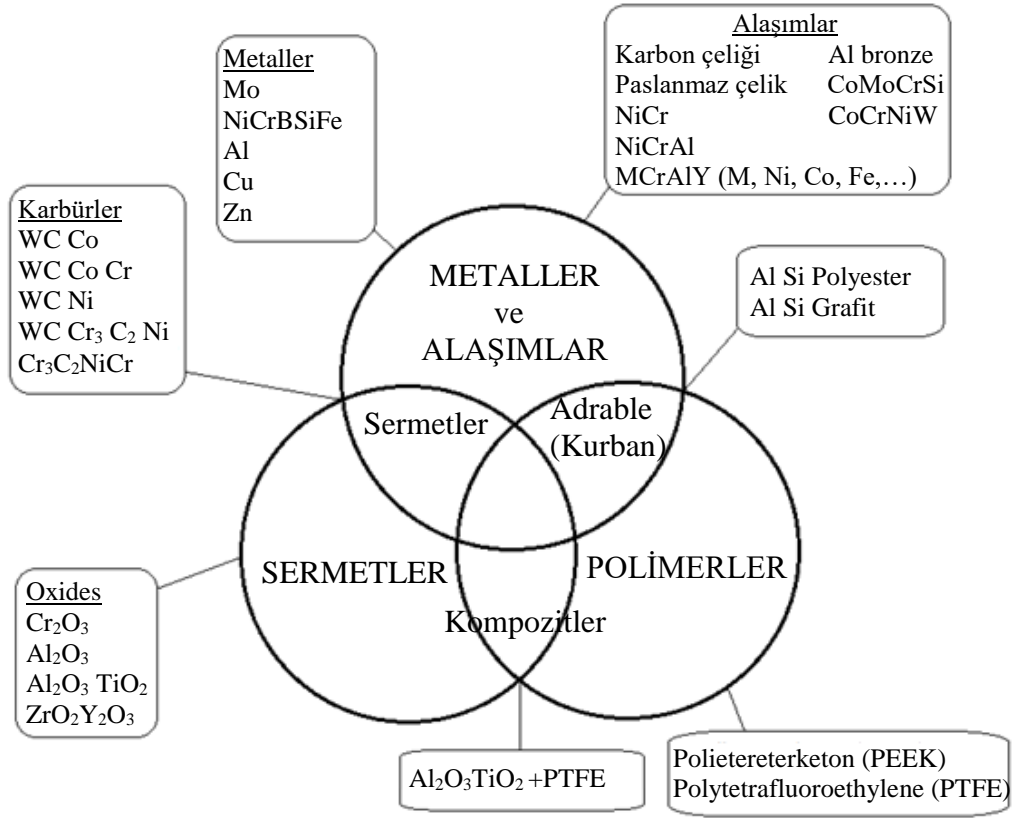 Metaller
Mo
NiCrBSiFe
Al
Cu
Zn
Alaşımlar
Karbon çeliği Al bronze
Paslanmaz çelik CoMoCrSi
NiCr CoCrNiW
NiCrAl
MCrAlY (M, Ni, Co, Fe,…)
Karbürler
WC Co
WC Co Cr
WC Ni
WC Cr₃ C₂ Ni
Cr₃C₂NiCr
METALLER
ve
ALAŞIMLAR
Al Si Polyester
Al Si Grafit
Sermetler
Adrable
(Kurban)
SERMETLER
POLİMERLER
Kompozitler
Oxides
Cr₂O₃
Al₂O₃
Al₂O₃ TiO₂
ZrO₂Y₂O₃
Al₂O₃TiO₂ +PTFE
Polietereterketon (PEEK)
Polytetrafluoroethylene (PTFE)